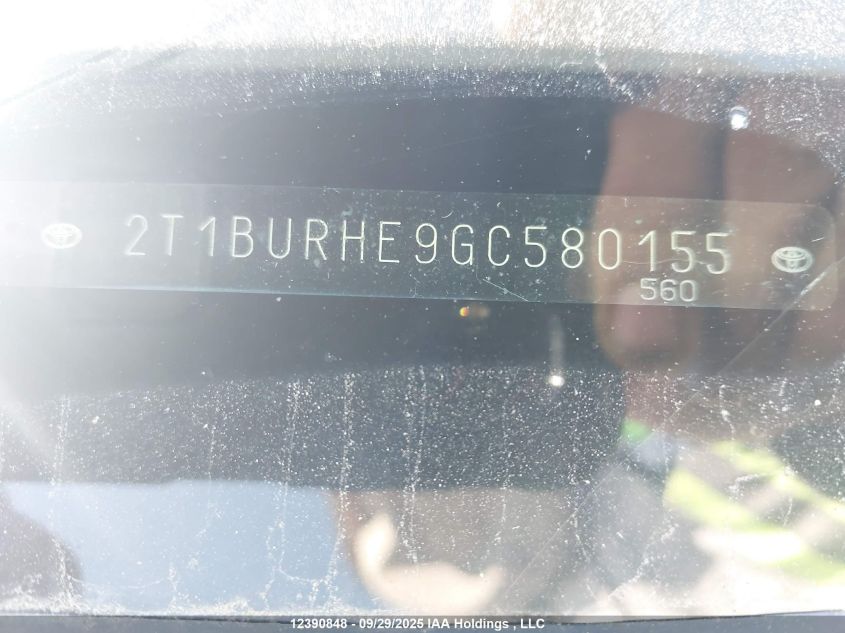 2T1BURHE9GC580155
560
12390848 - 09/29/2025 IAA Holdings , LLC